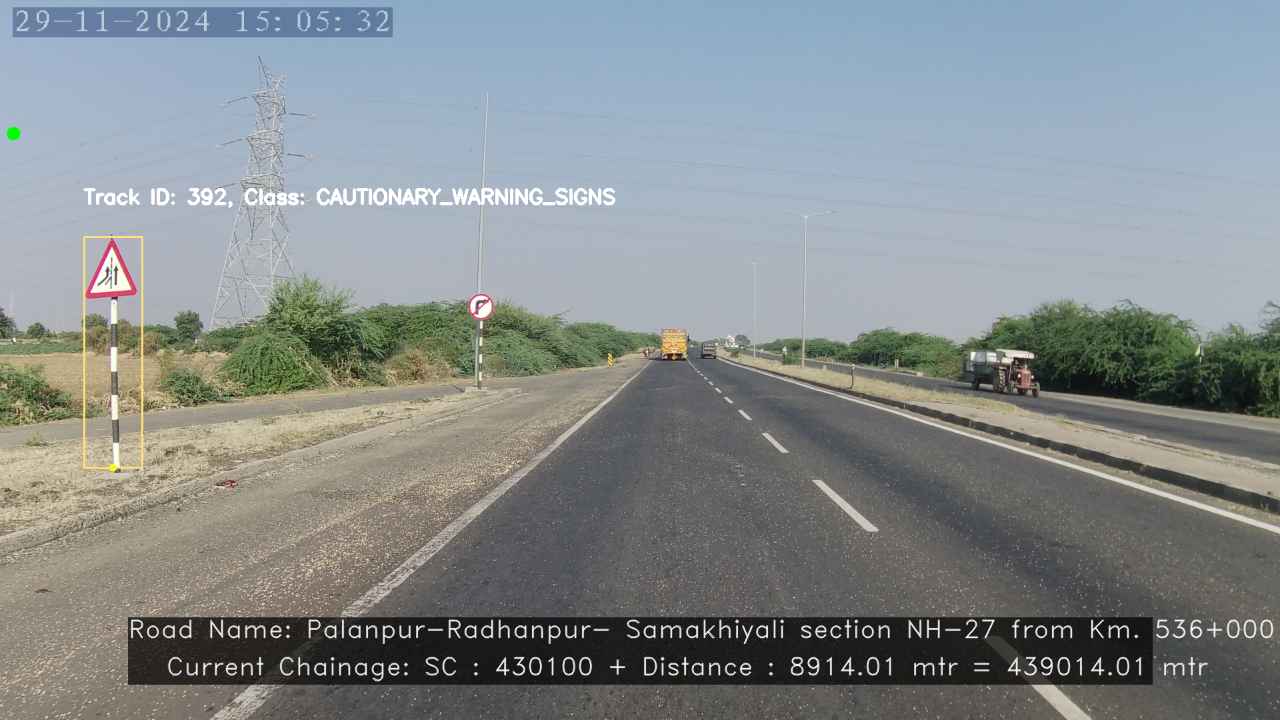 29-11-2024 15:05:32
Track ID: 392, Class: CAUTIONARY_WARNING_SIGNS
Road Name: Palanpur-Radhanpur- Samakhiyali section NH-27 from Km. 536+000
Current Chainage: SC : 430100 + Distance : 8914.01 mtr = 439014.01 mtr